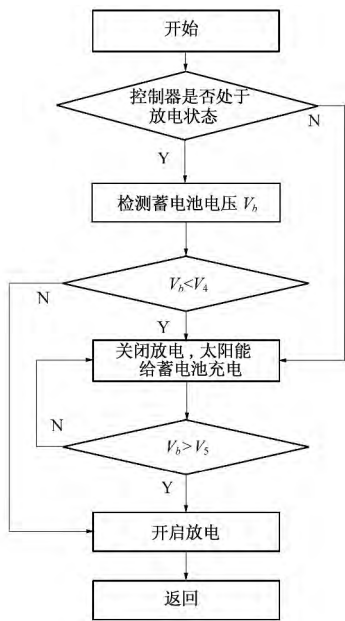 开始
控制器是否处于
放电状态
N
Y
检测蓄电池电压 V_b
V_b<V_4
N
Y
关闭放电,太阳能
给蓄电池充电
N
V_b>V_5
Y
开启放电
返回